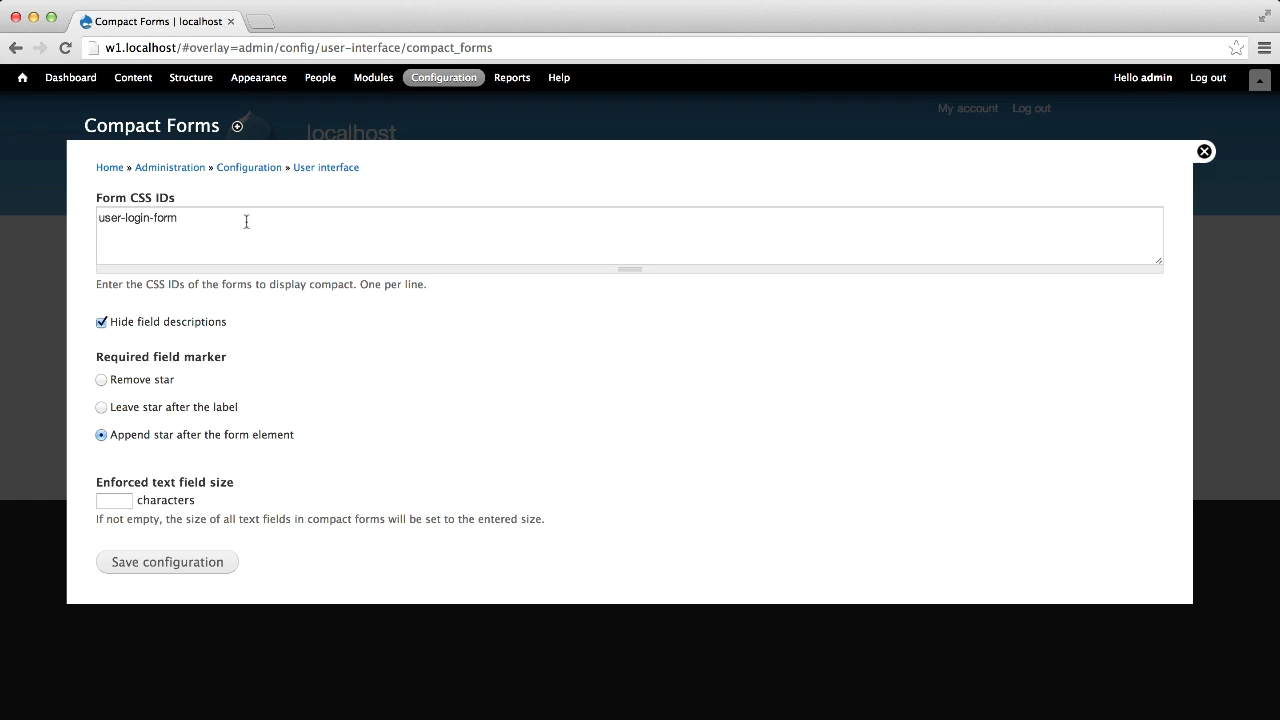 Compact Forms | localhost
w1.localhost/#overlay=admin/config/user-interface/compact_forms
Dashboard Content Structure Appearance People Modules Configuration Reports Help Hello admin Log out
My account Log out
Compact Forms
localhost
Home » Administration » Configuration » User interface
Form CSS IDs
user-login-form
Enter the CSS IDs of the forms to display compact. One per line.
Hide field descriptions
Required field marker
Remove star
Leave star after the label
Append star after the form element
Enforced text field size
characters
If not empty, the size of all text fields in compact forms will be set to the entered size.
Save configuration